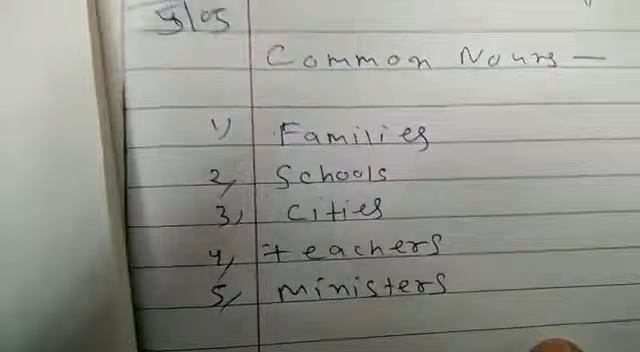 Common Nouns —
1) Families
2, Schools
3, Cities
4, teachers
5, ministers